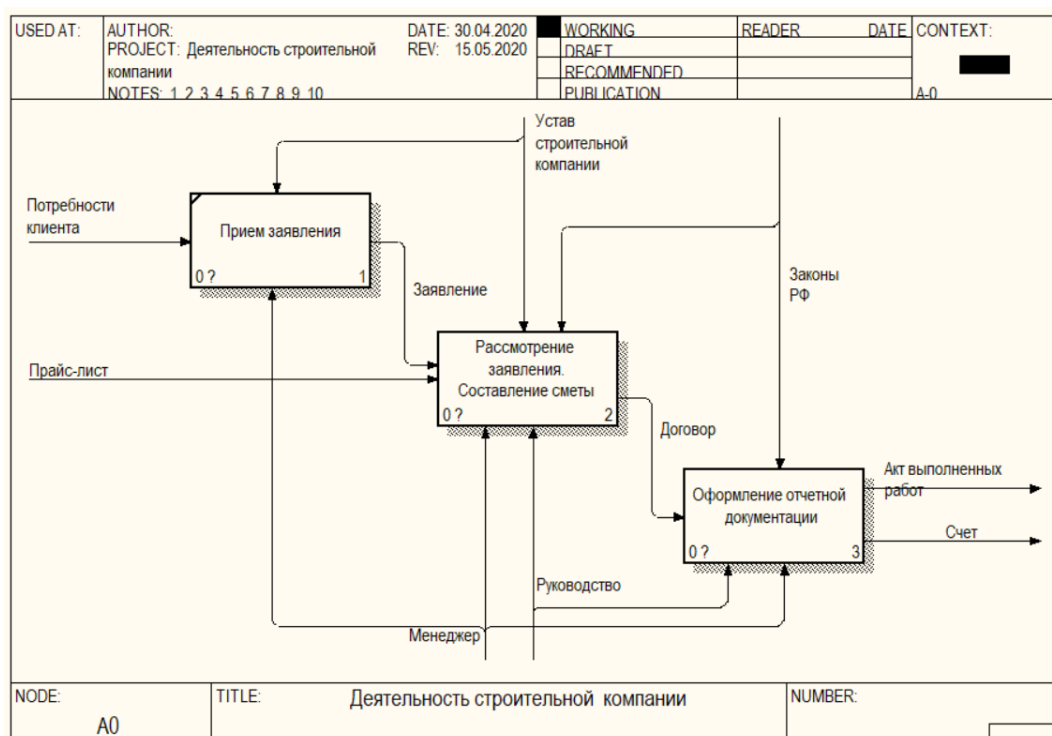 USED AT:
AUTHOR:
DATE: 30.04.2020
PROJECT: Деятельность строительной
REV: 15.05.2020
компании
NOTES: 1 2 3 4 5 6 7 8 9 10
WORKING
DRAFT
RECOMMENDED
PUBLICATION
READER
DATE
CONTEXT:
A-0
Устав
строительной
компании
Потребности
клиента
Прием заявления
0 ?
1
Заявление
Законы
РФ
Прайс-лист
Рассмотрение
заявления.
Составление сметы
0 ?
2
Договор
Акт выполненных
работ
Оформление отчетной
документации
0 ?
3
Счет
Руководство
Менеджер
NODE:
A0
TITLE:
Деятельность строительной компании
NUMBER: